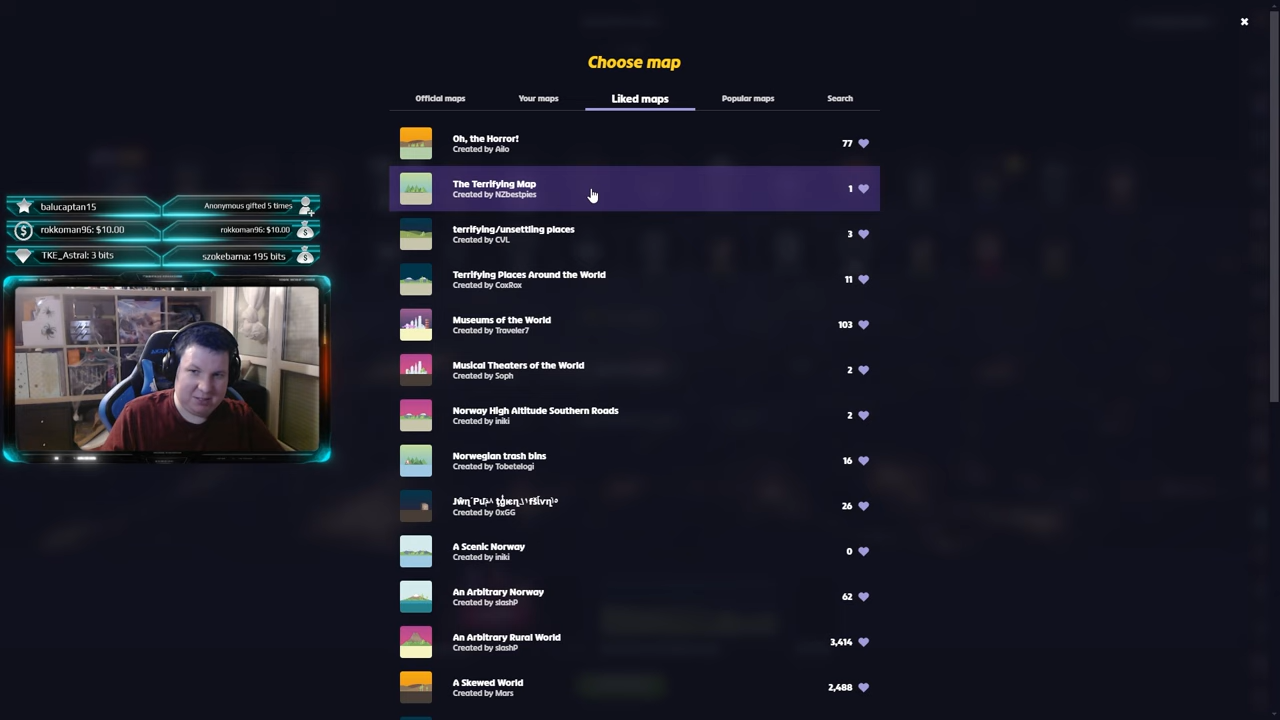 Choose map
Official maps
Your maps
Liked maps
Popular maps
Search
Oh, the Horror!
Created by Ailo
77
The Terrifying Map
Created by NZbestpies
1
terrifying/unsettling places
Created by CVL
3
Terrifying Places Around the World
Created by CoxRox
11
Museums of the World
Created by Traveler7
103
Musical Theaters of the World
Created by Soph
2
Norway High Altitude Southern Roads
Created by iniki
2
Norwegian trash bins
Created by Tobetelogi
16
Created by 0xGG
26
A Scenic Norway
Created by iniki
0
An Arbitrary Norway
Created by slashP
62
An Arbitrary Rural World
Created by slashP
3,414
A Skewed World
Created by Mars
2,488
balucaptan15
Anonymous gifted 5 times
rokkoman96: $10.00
rokkoman96: $10.00
TKE_Astral: 3 bits
szokebarna: 195 bits